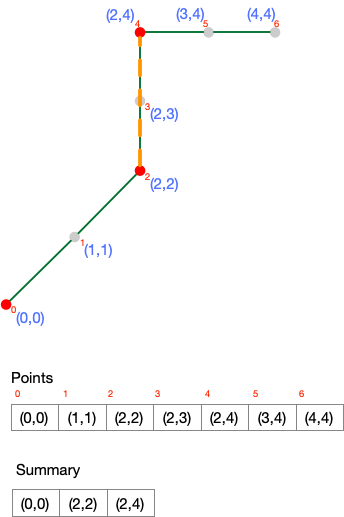 (2,4) 4 (3,4) 5 (4,4) 6
3 (2,3)
2 (2,2)
1 (1,1)
0 (0,0)
Points
0 1 2 3 4 5 6
(0,0) (1,1) (2,2) (2,3) (2,4) (3,4) (4,4)
Summary
(0,0) (2,2) (2,4)